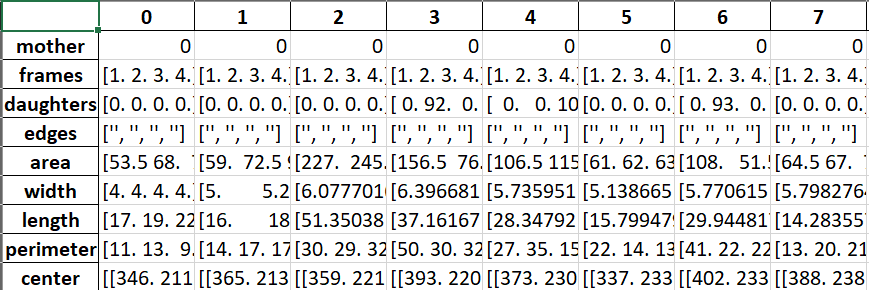 0 1 2 3 4 5 6 7
mother 0 0 0 0 0 0 0 0
frames [1. 2. 3. 4. [1. 2. 3. 4. [1. 2. 3. 4. [1. 2. 3. 4. [1. 2. 3. 4. [1. 2. 3. 4. [1. 2. 3. 4. [1. 2. 3. 4.
daughters [0. 0. 0. 0. [0. 0. 0. 0. [0. 0. 0. 0. [ 0. 92. 0. [ 0. 0. 10 [0. 0. 0. 0. [ 0. 93. 0. [0. 0. 0. 0.
edges ['', '', '', ''] ['', '', '', ''] ['', '', '', ''] ['', '', '', ''] ['', '', '', ''] ['', '', '', ''] ['', '', '', ''] ['', '', '', '']
area [53.5 68. [59. 72.5 [227. 245. [156.5 76. [106.5 115 [61. 62. 63 [108. 51. [64.5 67.
width [4. 4. 4. 4. [5. 5.2 [6.077701 [6.396681 [5.735951 [5.138665 [5.770615 [5.798276
length [17. 19. 22 [16. 18 [51.35038 [37.16167 [28.34792 [15.79947 [29.94481 [14.28355
perimeter [11. 13. 9. [14. 17. 17 [30. 29. 32 [50. 30. 32 [27. 35. 15 [22. 14. 13 [41. 22. 22 [13. 20. 21
center [[346. 211 [[365. 213 [[359. 221 [[393. 220 [[373. 230 [[337. 233 [[402. 233 [[388. 238